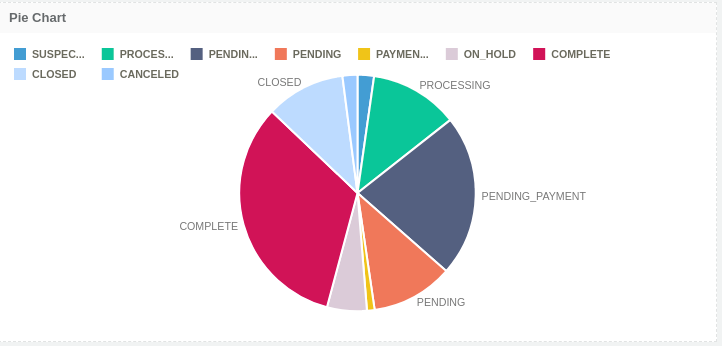 Pie Chart
SUSPEC... PROCES... PENDIN... PENDING PAYMEN... ON_HOLD COMPLETE
CLOSED CANCELED
CLOSED
PROCESSING
PENDING_PAYMENT
COMPLETE
PENDING